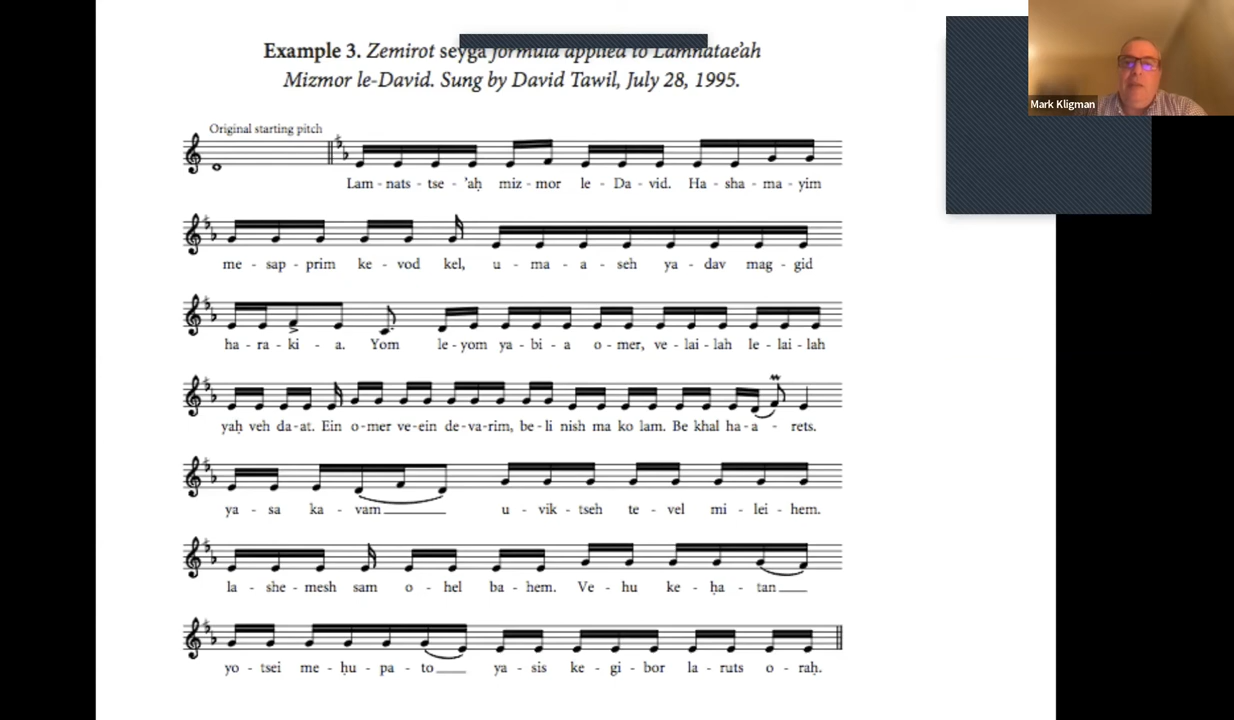 Example 3. Zemirot seyga formula applied to Lamnatae'ah
Mizmor le-David. Sung by David Tawil, July 28, 1995.
Mark Kligman
Original starting pitch
Lam - nats - tse - 'aḥ miz - mor le - Da - vid. Ha - sha - ma - yim
me - sap - prim ke - vod kel, u - ma - a - seh ya - dav mag - gid
ha - ra - ki - a. Yom le - yom ya - bi - a o - mer, ve - lai - lah le - lai - lah
yaḥ veh da - at. Ein o - mer ve - ein de - va - rim, be - li nish ma ko lam. Be khal ha - a - rets.
ya - sa ka - vam u - vik - tseh te - vel mi - lei - hem.
la - she - mesh sam o - hel ba - hem. Ve - hu ke - ḥa - tan
yo - tsei me - ḥu - pa - to ya - sis ke - gi - bor la - ruts o - raḥ.